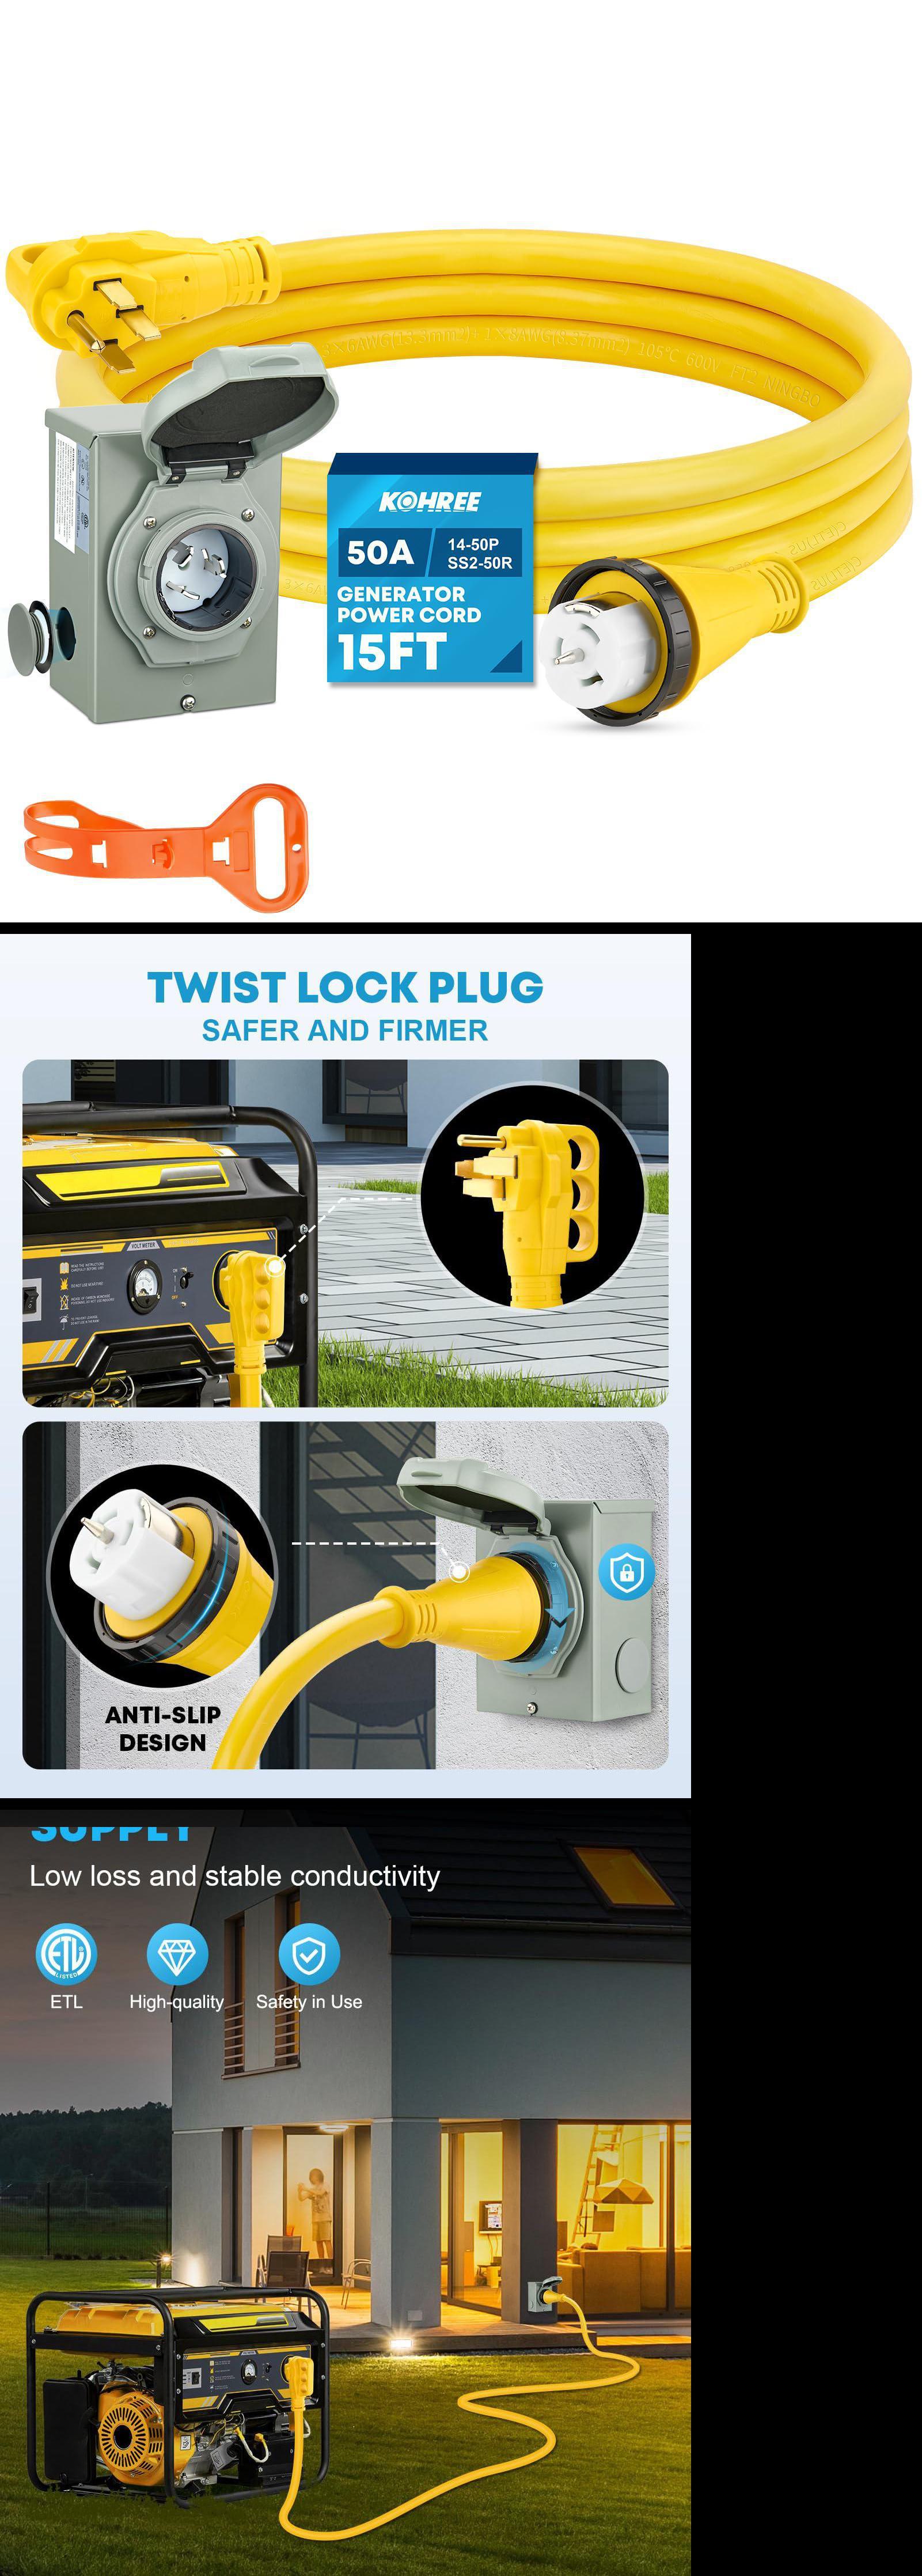 3×6AWG(13.3mm²)+1×8AWG(8.37mm2) 105℃ 600V FT2 NINGBO
KOHREE
50A
14-50P
SS2-50R
GENERATOR
POWER CORD
15FT
TWIST LOCK PLUG
SAFER AND FIRMER
VOLT METER
ANTI-SLIP
DESIGN
SUPPLY
Low loss and stable conductivity
ETL
LISTED
ETL
High-quality
Safety in Use